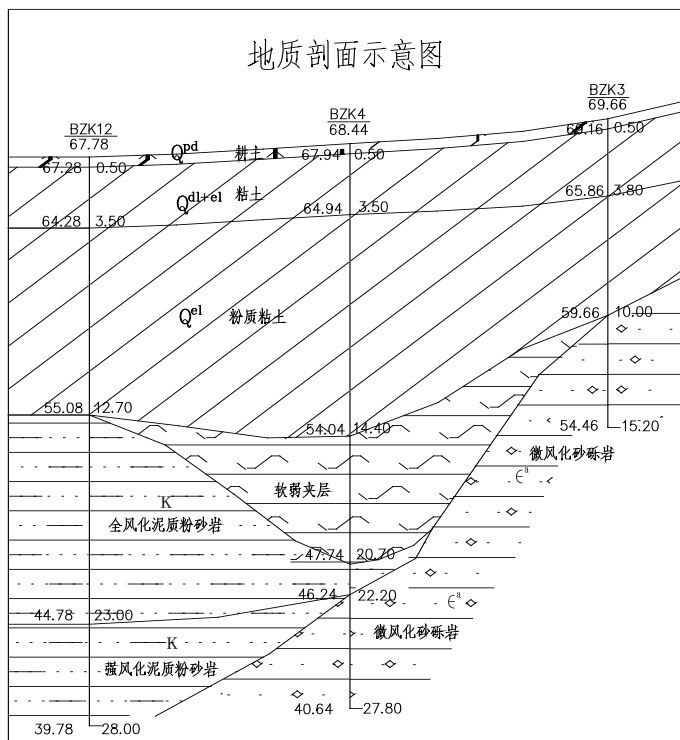 地质剖面示意图
BZK3
69.66
BZK4
68.44
BZK12
67.78
69.16 0.50
Q^pd 耕土 67.94 0.50
67.28 0.50
Q^dl+el 粘土
65.86 3.80
64.94 3.50
64.28 3.50
Q^el 粉质粘土
59.66 10.00
55.08 12.70
54.46 15.20
54.04 14.40
微风化砂砾岩
∈^a
软弱夹层
K
全风化泥质粉砂岩
47.74 20.70
46.24 22.20
∈^a
44.78 23.00
微风化砂砾岩
K
强风化泥质粉砂岩
40.64 27.80
39.78 28.00